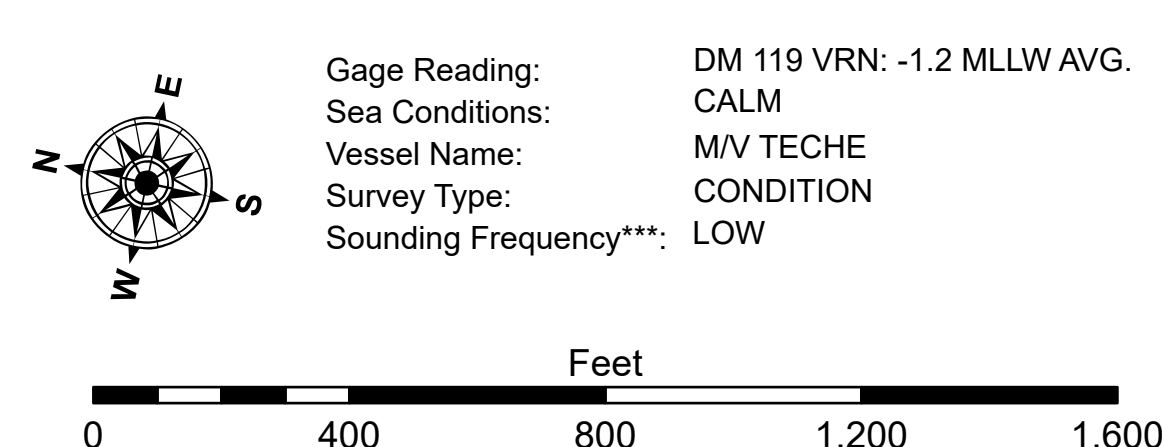 E
N
S
W
Gage Reading: DM 119 VRN: -1.2 MLLW AVG.
Sea Conditions: CALM
Vessel Name: M/V TECHE
Survey Type: CONDITION
Sounding Frequency***: LOW
Feet
0 400 800 1,200 1,600